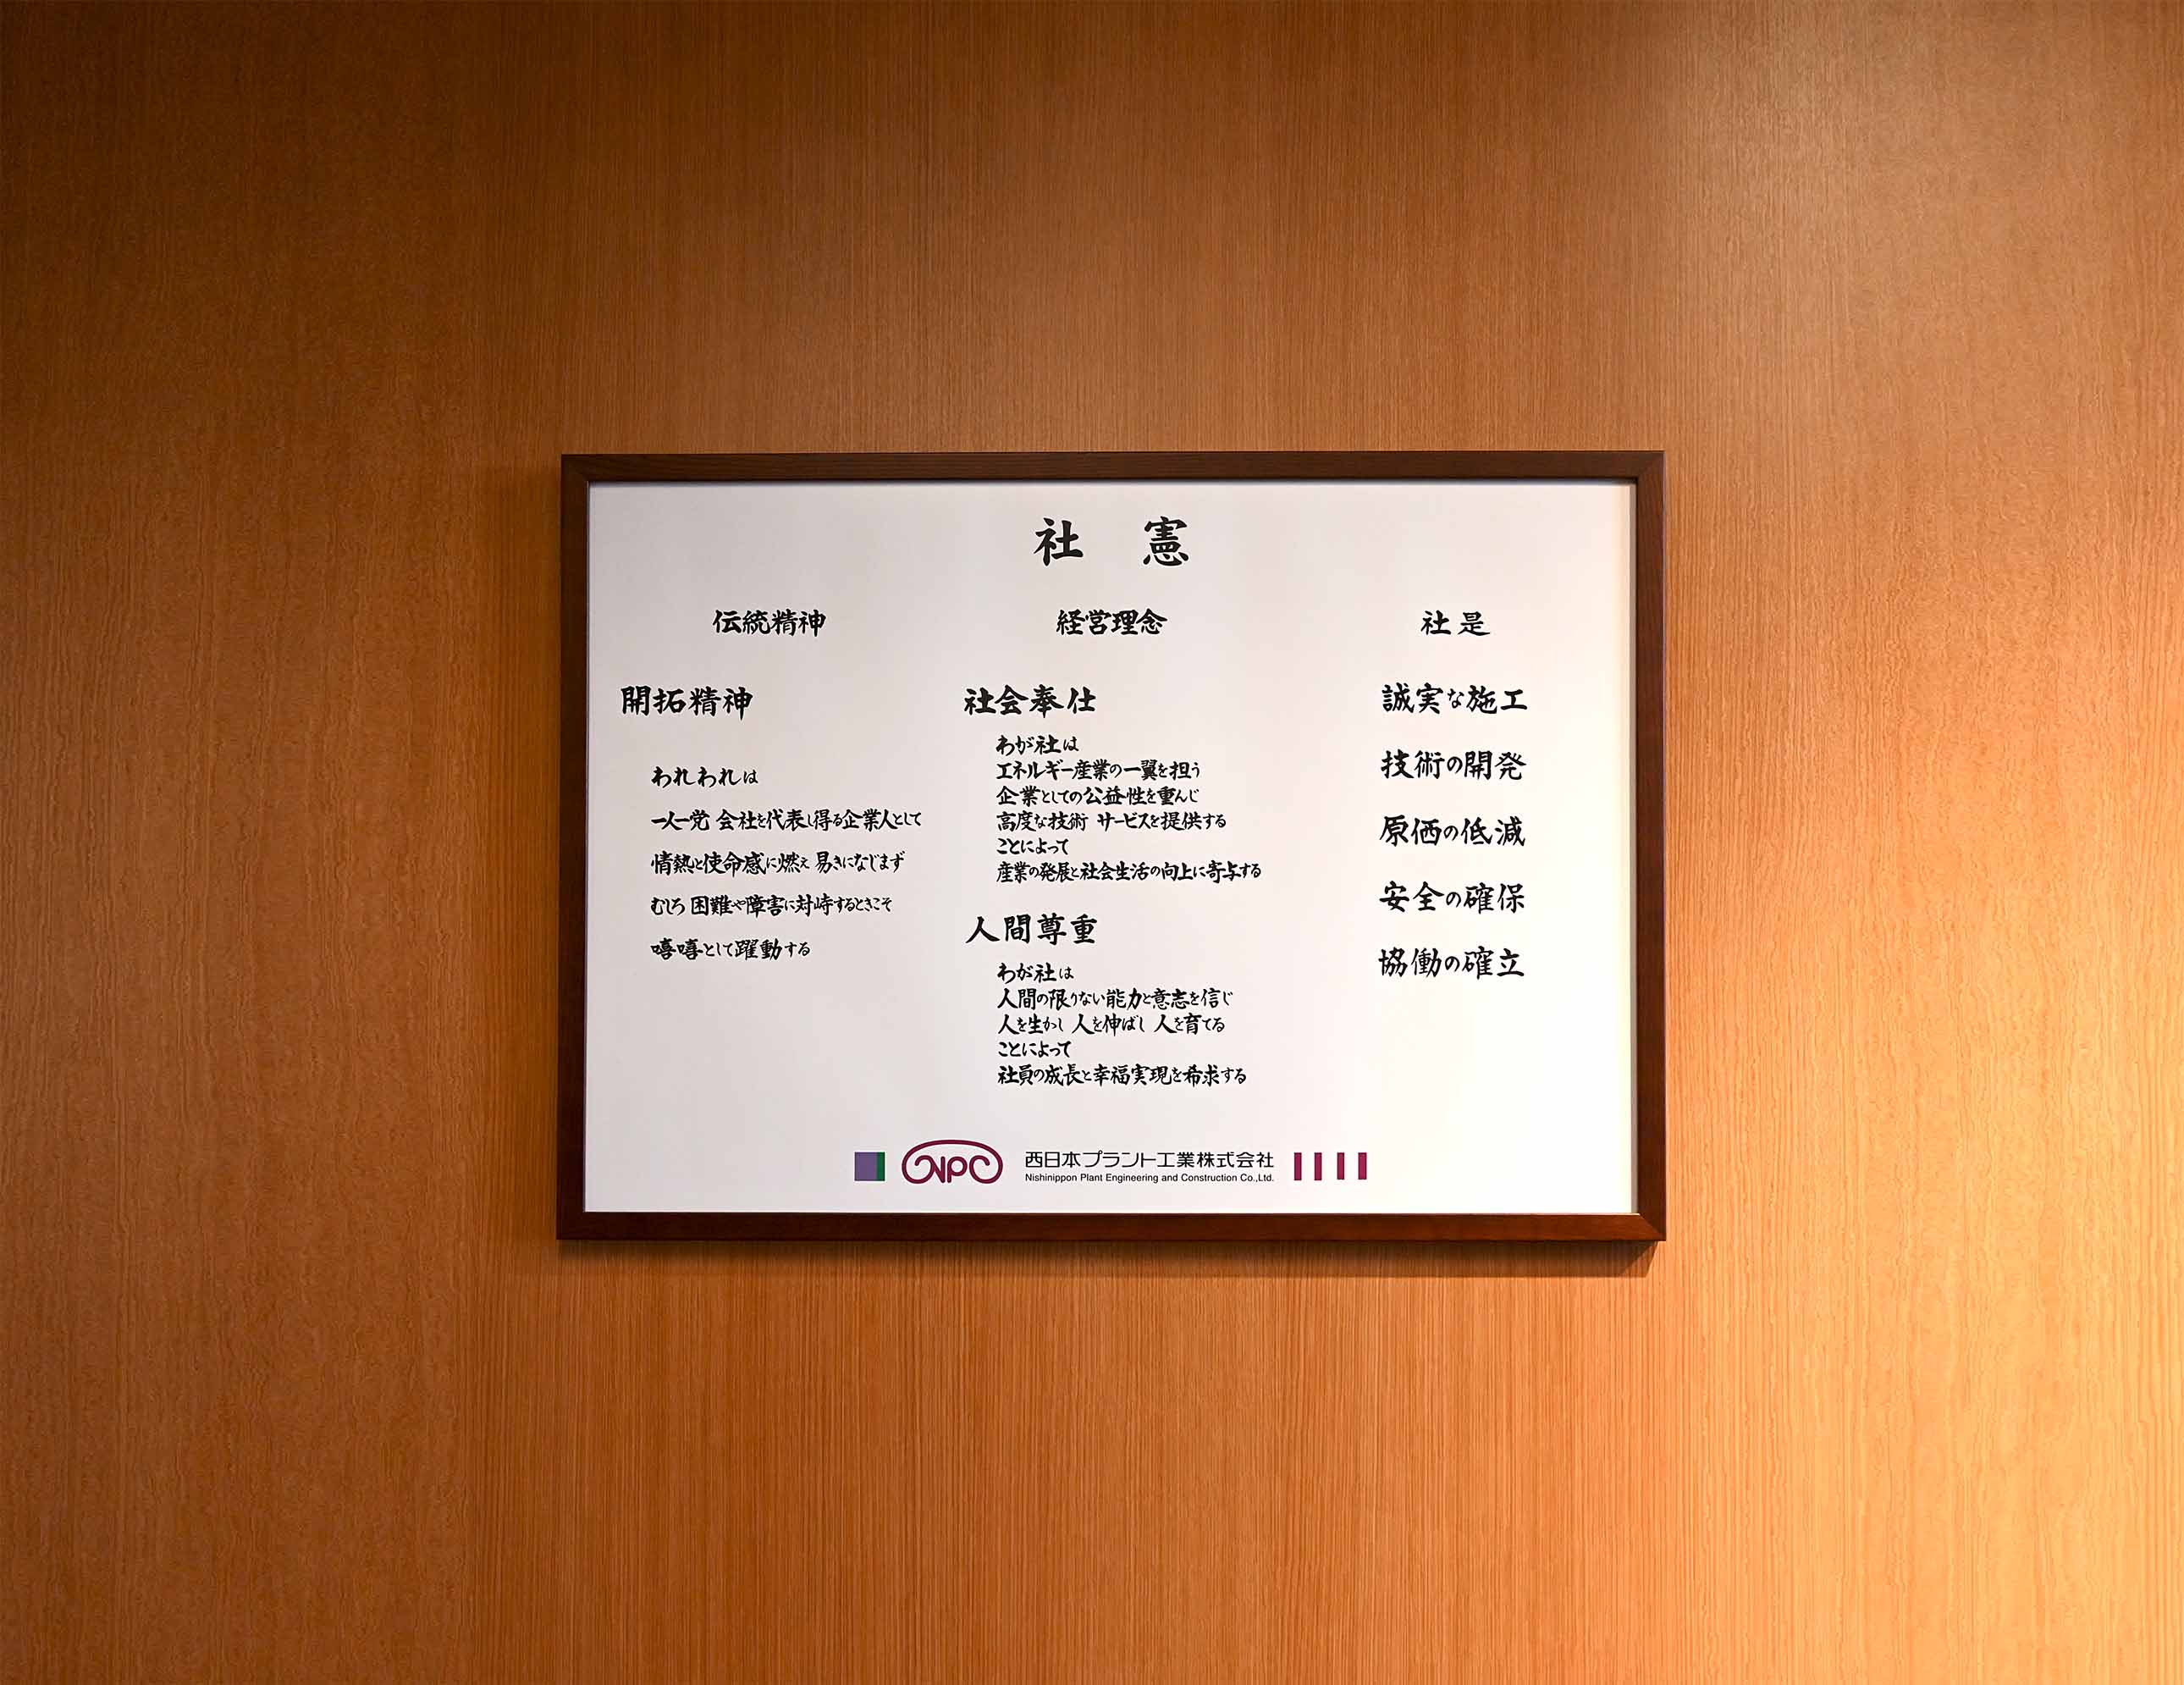 社 憲
伝統精神
開拓精神
われわれは
一人一党 会社を代表し得る企業人として
情熱と使命感に燃え 易きになじまず
むしろ 困難や障害に対峙するときこそ
嘻嘻として躍動する
経営理念
社会奉仕
わが社は
エネルギー産業の一翼を担う
企業としての公益性を重んじ
高度な技術 サービスを提供する
ことによって
産業の発展と社会生活の向上に寄与する
人間尊重
わが社は
人間の限りない能力と意志を信じ
人を生かし 人を伸ばし 人を育てる
ことによって
社員の成長と幸福実現を希求する
社是
誠実な施工
技術の開発
原価の低減
安全の確保
協働の確立
NPC
西日本プラント工業株式会社
Nishinippon Plant Engineering and Construction Co.,Ltd.